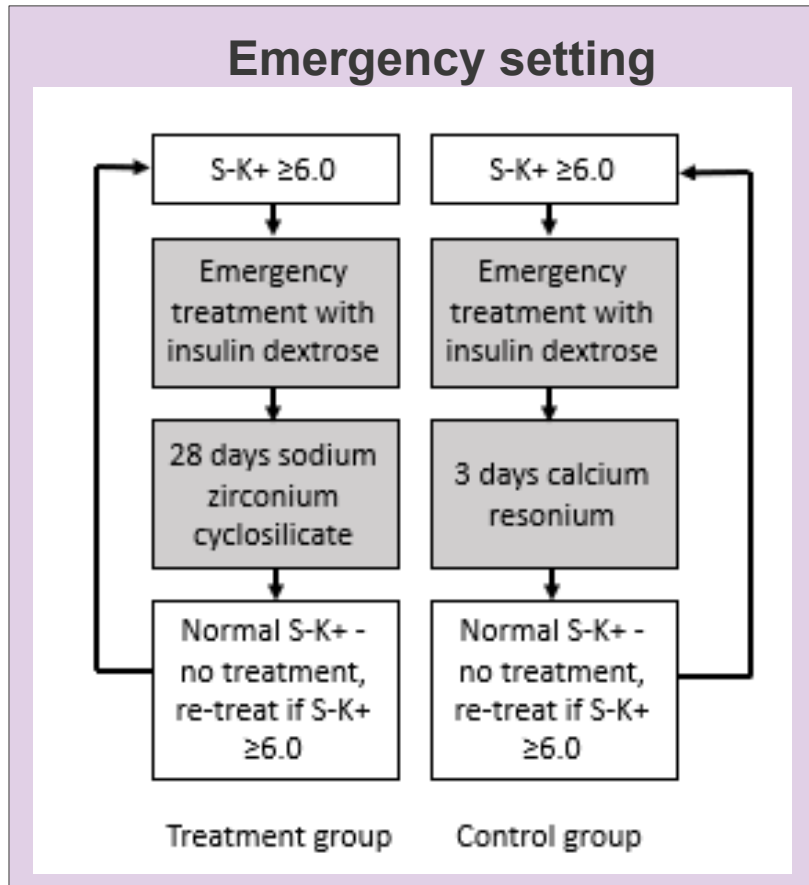 Emergency setting
S-K+ ≥6.0
Emergency
treatment with
insulin dextrose
28 days sodium
zirconium
cyclosilicate
Normal S-K+ -
no treatment,
re-treat if S-K+
≥6.0
Treatment group
S-K+ ≥6.0
Emergency
treatment with
insulin dextrose
3 days calcium
resonium
Normal S-K+ -
no treatment,
re-treat if S-K+
≥6.0
Control group